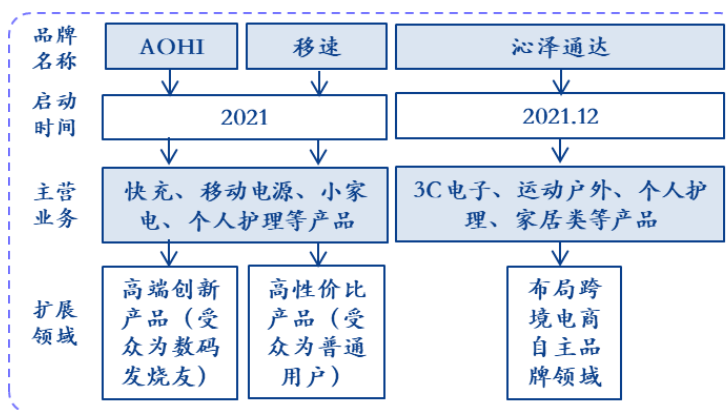 品牌
名称
AOHI
移速
沁泽通达
启动
时间
2021
2021.12
主营
业务
快充、移动电源、小家
电、个人护理等产品
3C电子、运动户外、个人护
理、家居类等产品
扩展
领域
高端创新
产品（受
众为数码
发烧友）
高性价比
产品（受
众为普通
用户）
布局跨
境电商
自主品
牌领域